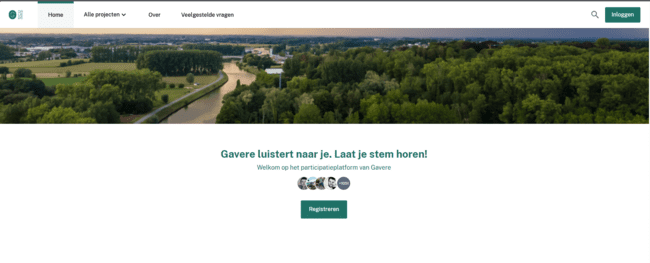 Home
Alle projecten
Over
Veelgestelde vragen
Inloggen
Gavere luistert naar je. Laat je stem horen!
Welkom op het participatieplatform van Gavere
Registreren